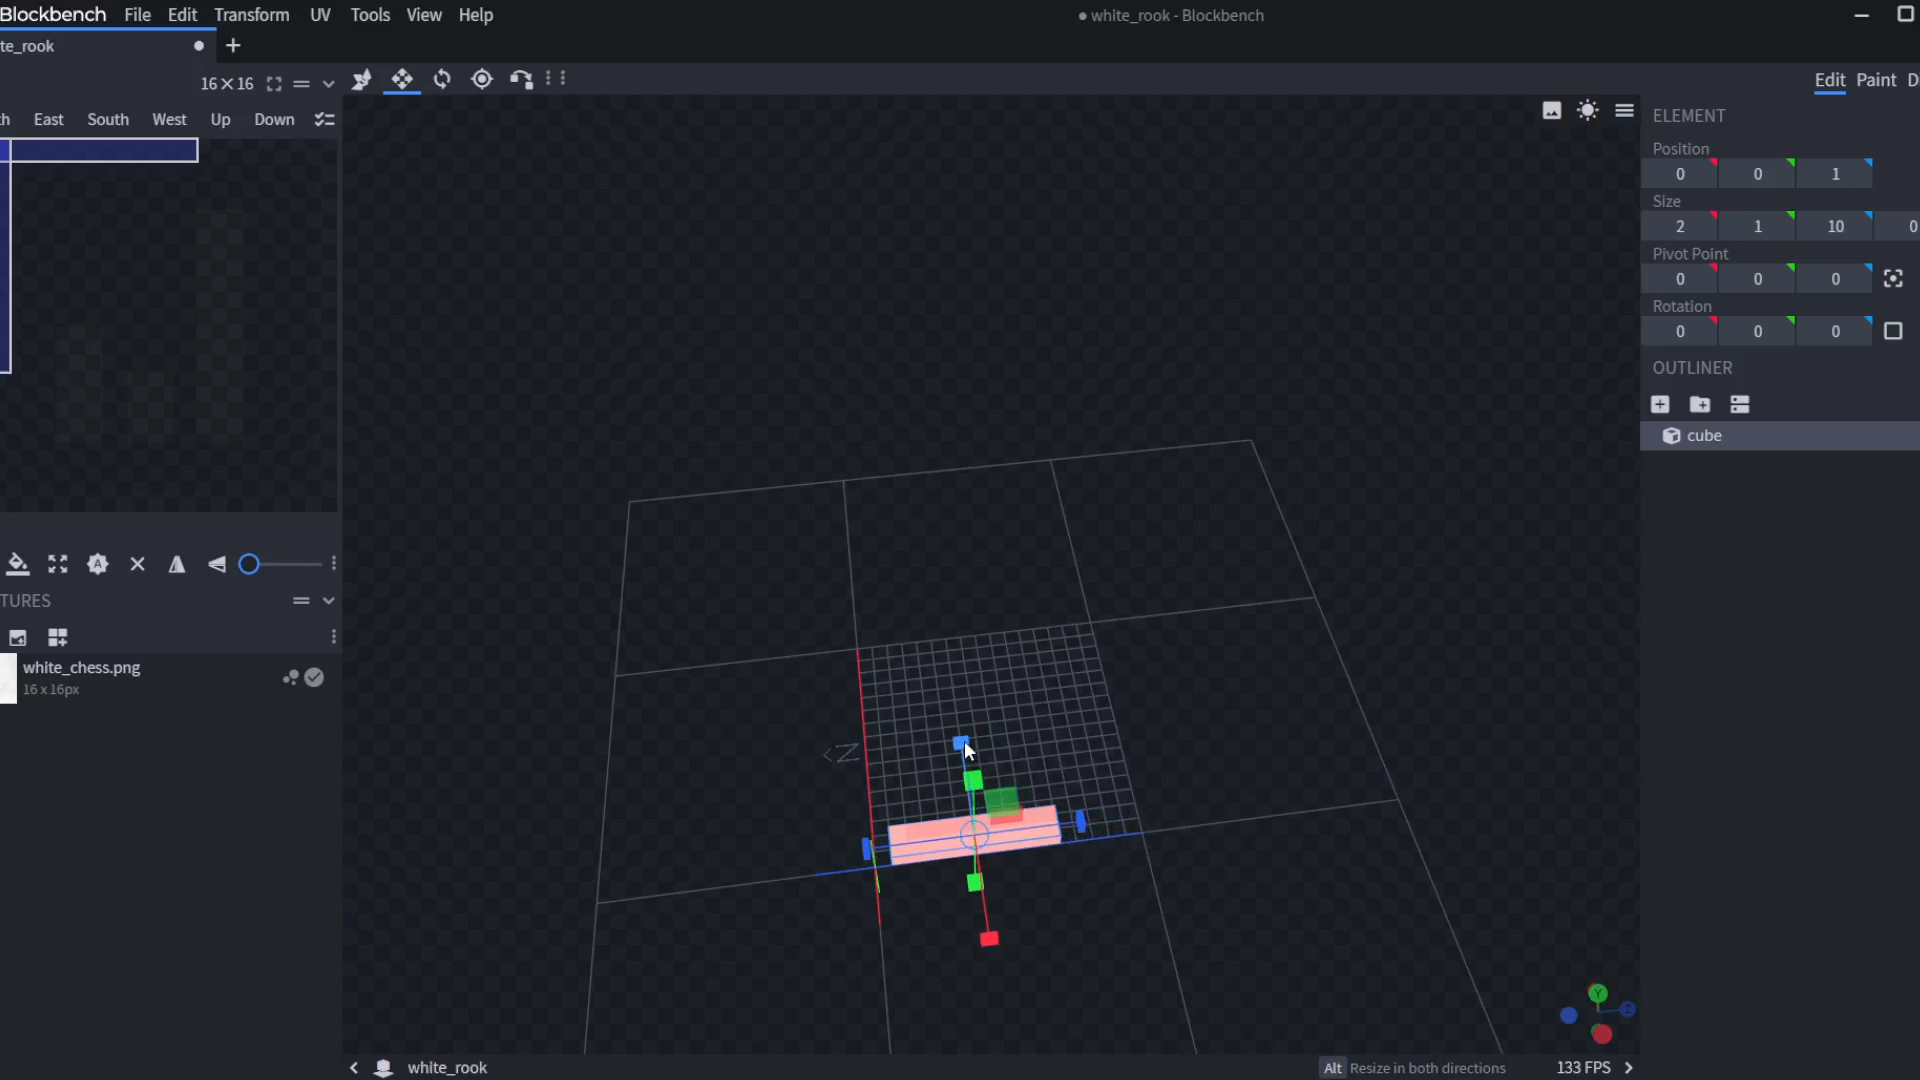 Blockbench File Edit Transform UV Tools View Help
● white_rook - Blockbench
te_rook
16×16
Edit Paint D
h East South West Up Down
ELEMENT
Position
0 0 1
Size
2 1 10 0
Pivot Point
0 0 0
Rotation
0 0 0
OUTLINER
cube
N
TURES
white_chess.png
16 x 16px
Y
Z
white_rook
Alt Resize in both directions
133 FPS